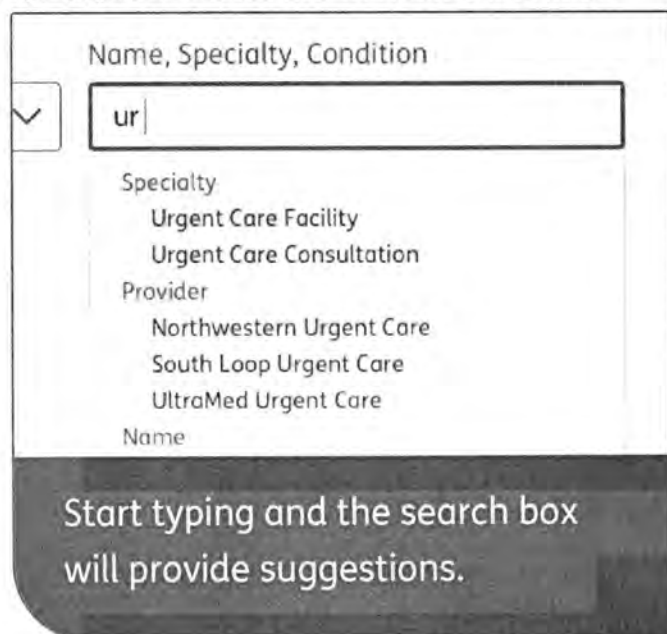 Name, Specialty, Condition
ur
Specialty
Urgent Care Facility
Urgent Care Consultation
Provider
Northwestern Urgent Care
South Loop Urgent Care
UltraMed Urgent Care
Name
Start typing and the search box
will provide suggestions.